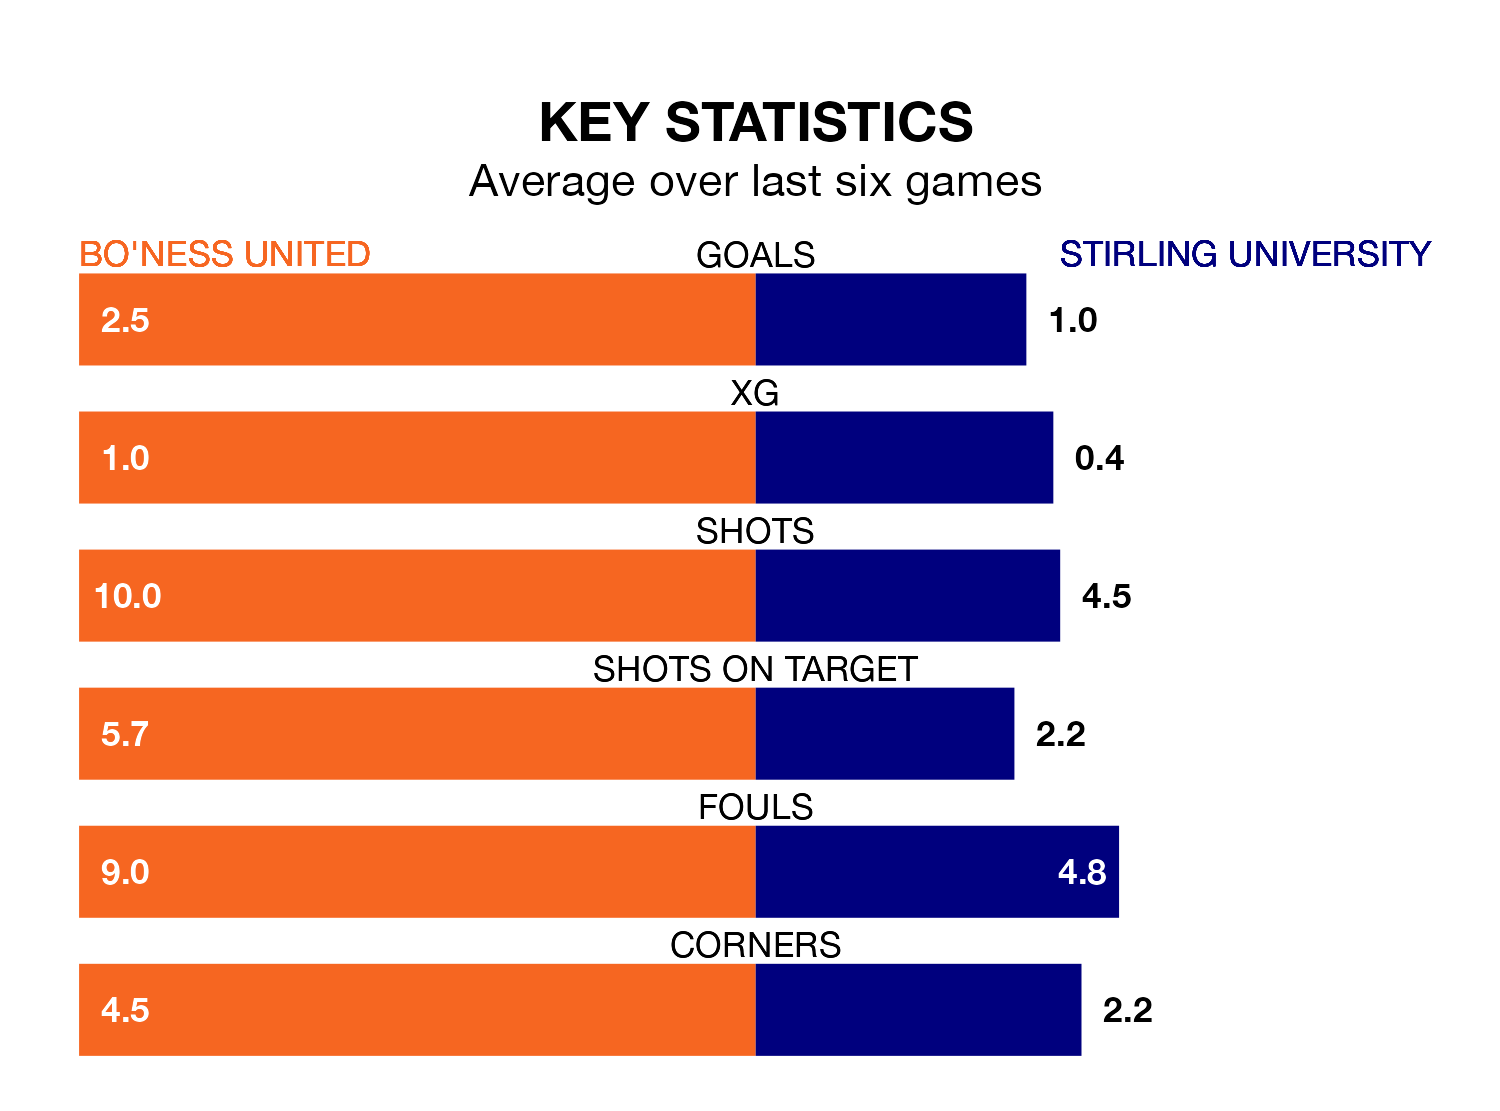 KEY STATISTICS
Average over last six games
BO'NESS UNITED GOALS STIRLING UNIVERSITY
2.5 1.0
XG
1.0 0.4
SHOTS
10.0 4.5
SHOTS ON TARGET
5.7 2.2
FOULS
9.0 4.8
CORNERS
4.5 2.2